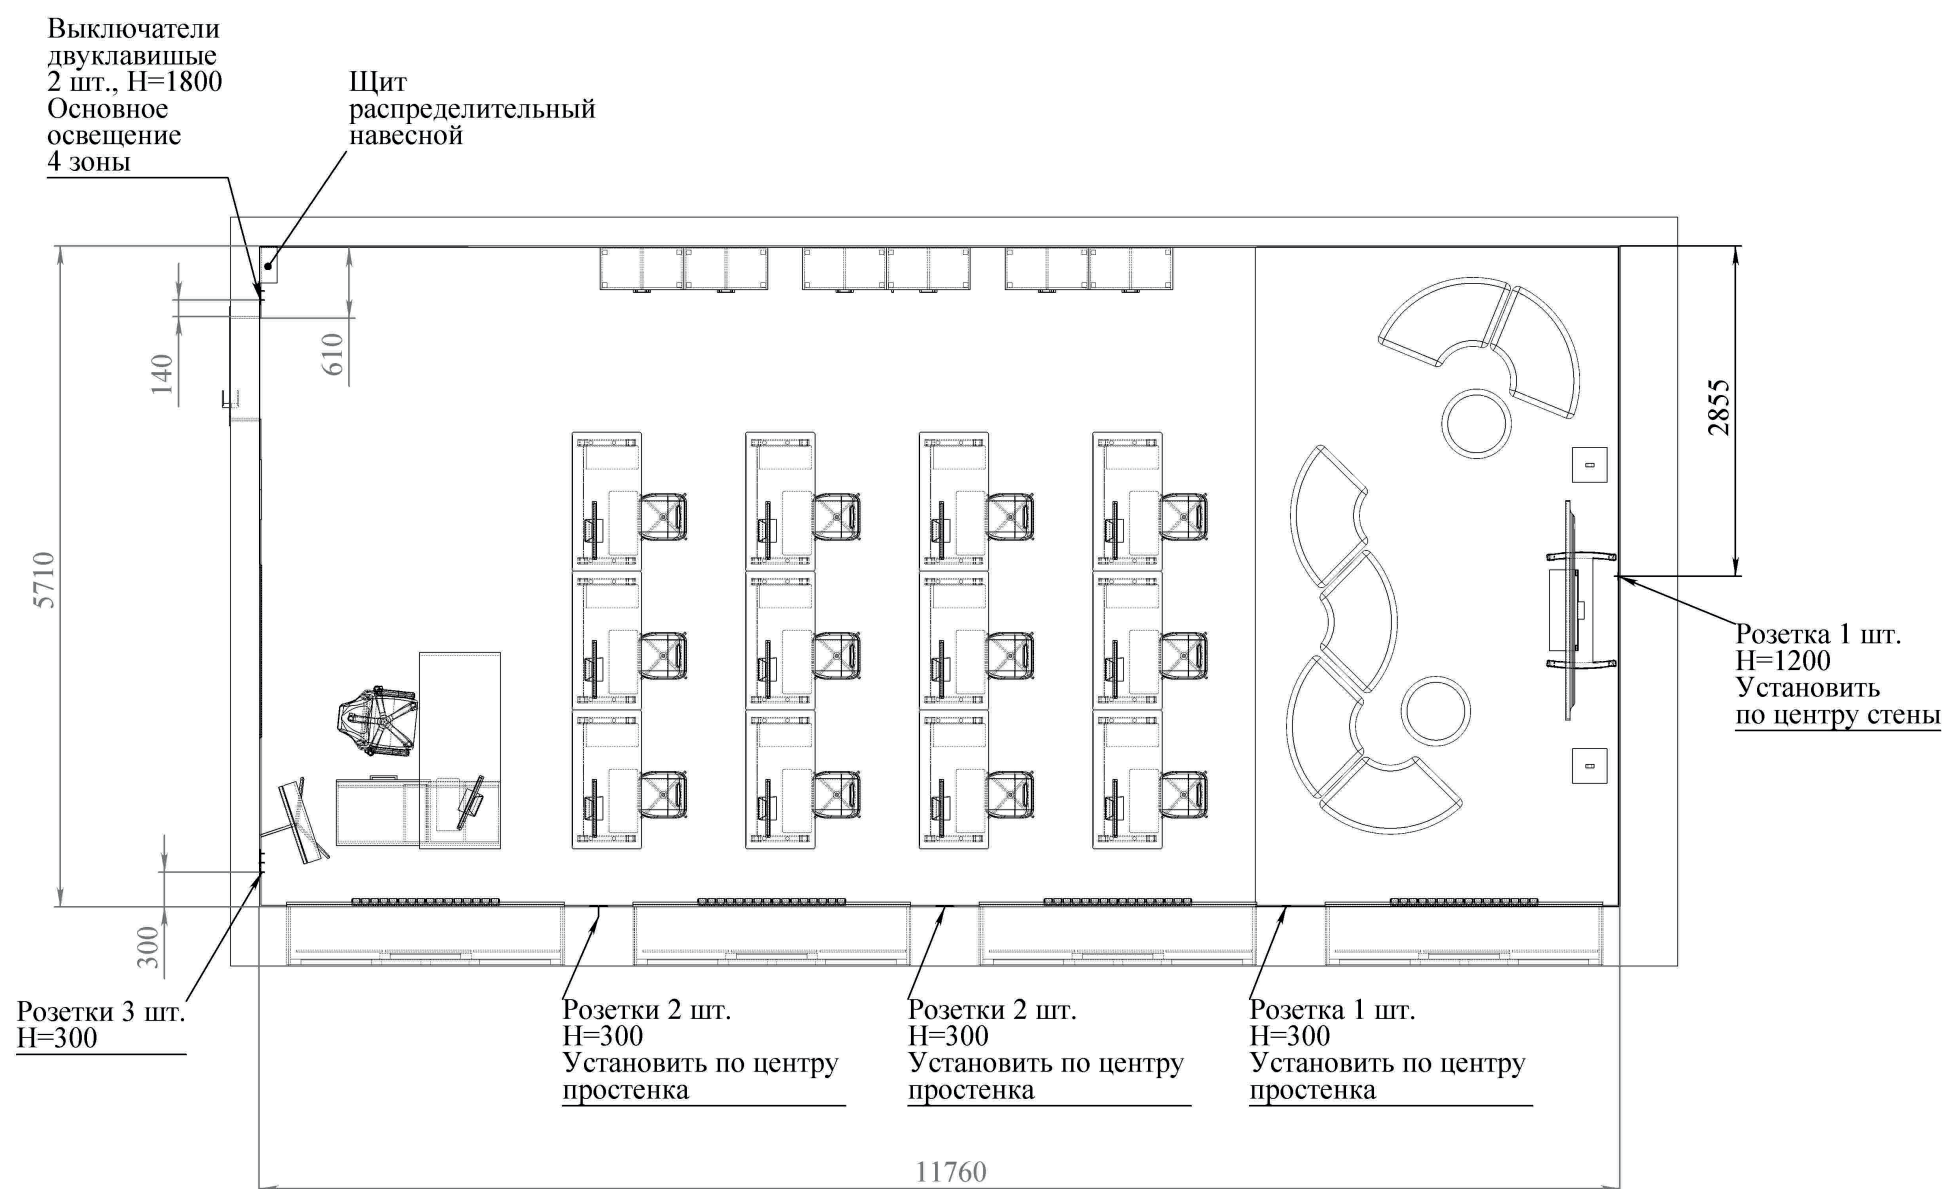 Выключатели
двуклавишые
2 шт., H=1800
Основное
освещение
4 зоны
Щит
распределительный
навесной
140
610
5710
2855
Розетка 1 шт.
H=1200
Установить
по центру стены
300
Розетки 3 шт.
H=300
Розетки 2 шт.
H=300
Установить по центру
простенка
Розетки 2 шт.
H=300
Установить по центру
простенка
Розетка 1 шт.
H=300
Установить по центру
простенка
11760